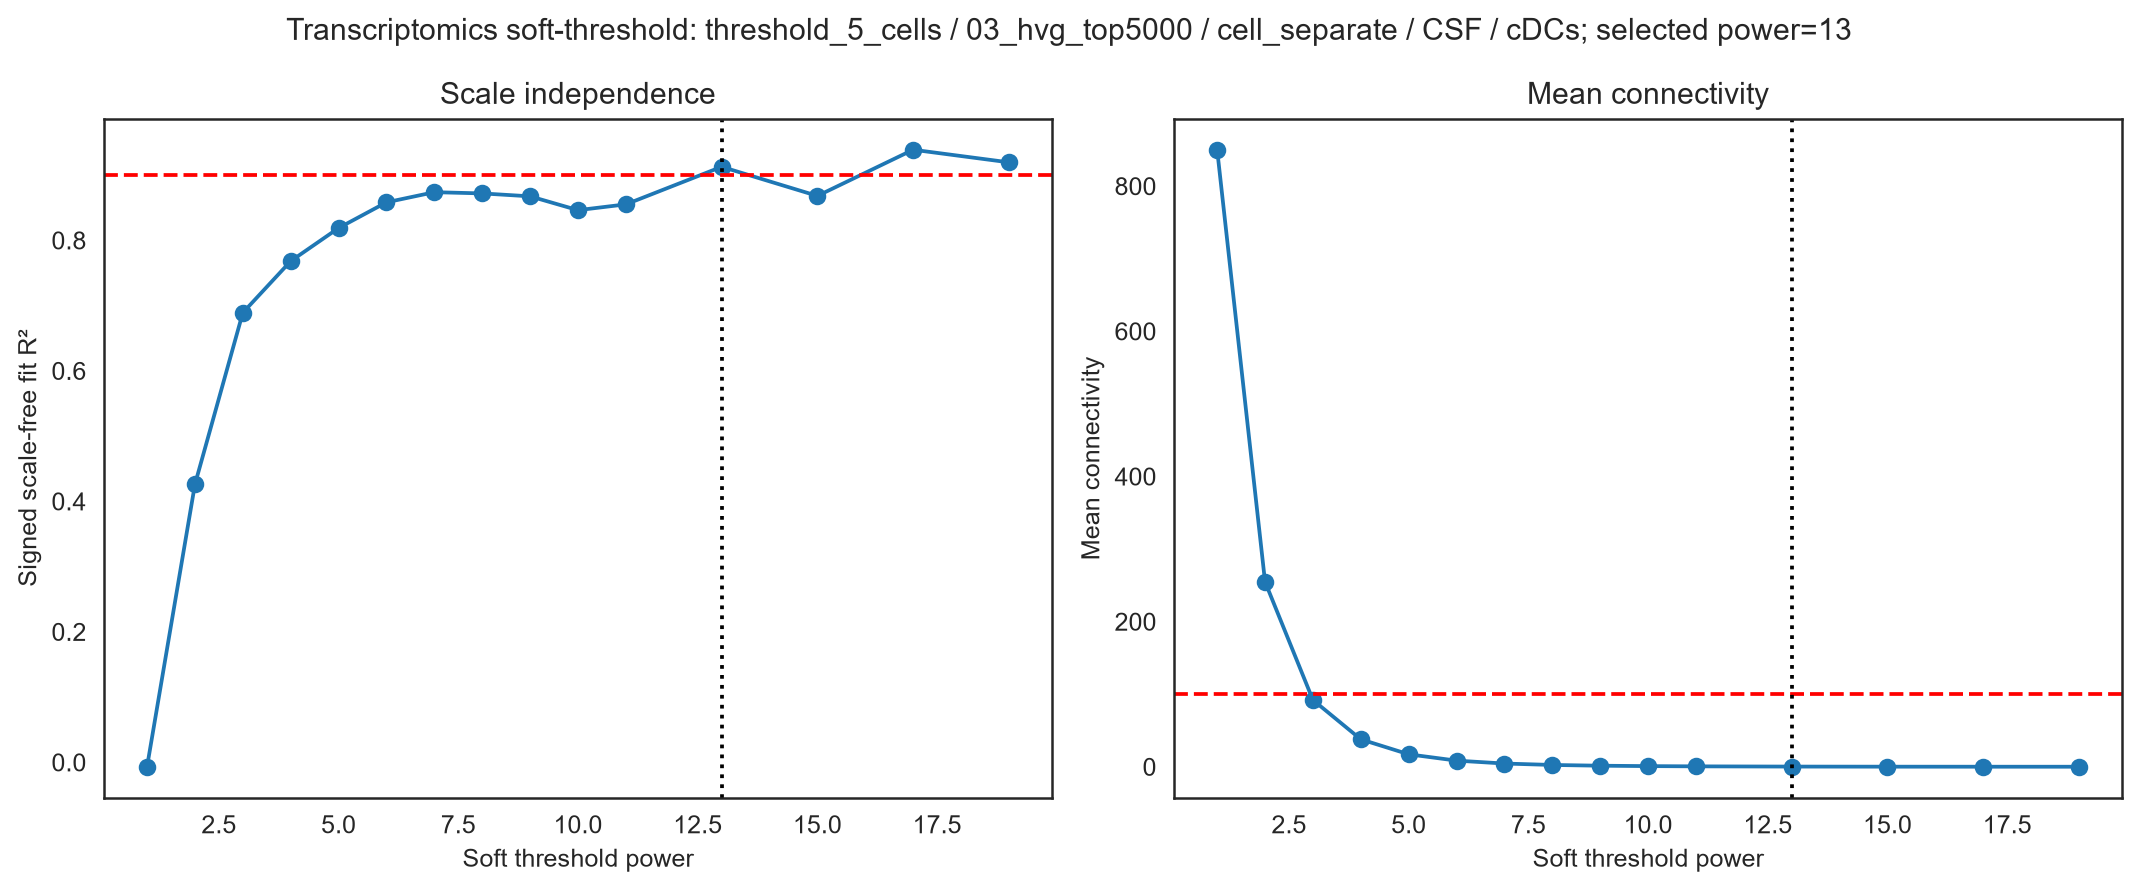 Transcriptomics soft-threshold: threshold_5_cells / 03_hvg_top5000 / cell_separate / CSF / cDCs; selected power=13
Scale independence
Signed scale-free fit R²
0.8
0.6
0.4
0.2
0.0
2.5 5.0 7.5 10.0 12.5 15.0 17.5
Soft threshold power
Mean connectivity
Mean connectivity
800
600
400
200
0
2.5 5.0 7.5 10.0 12.5 15.0 17.5
Soft threshold power